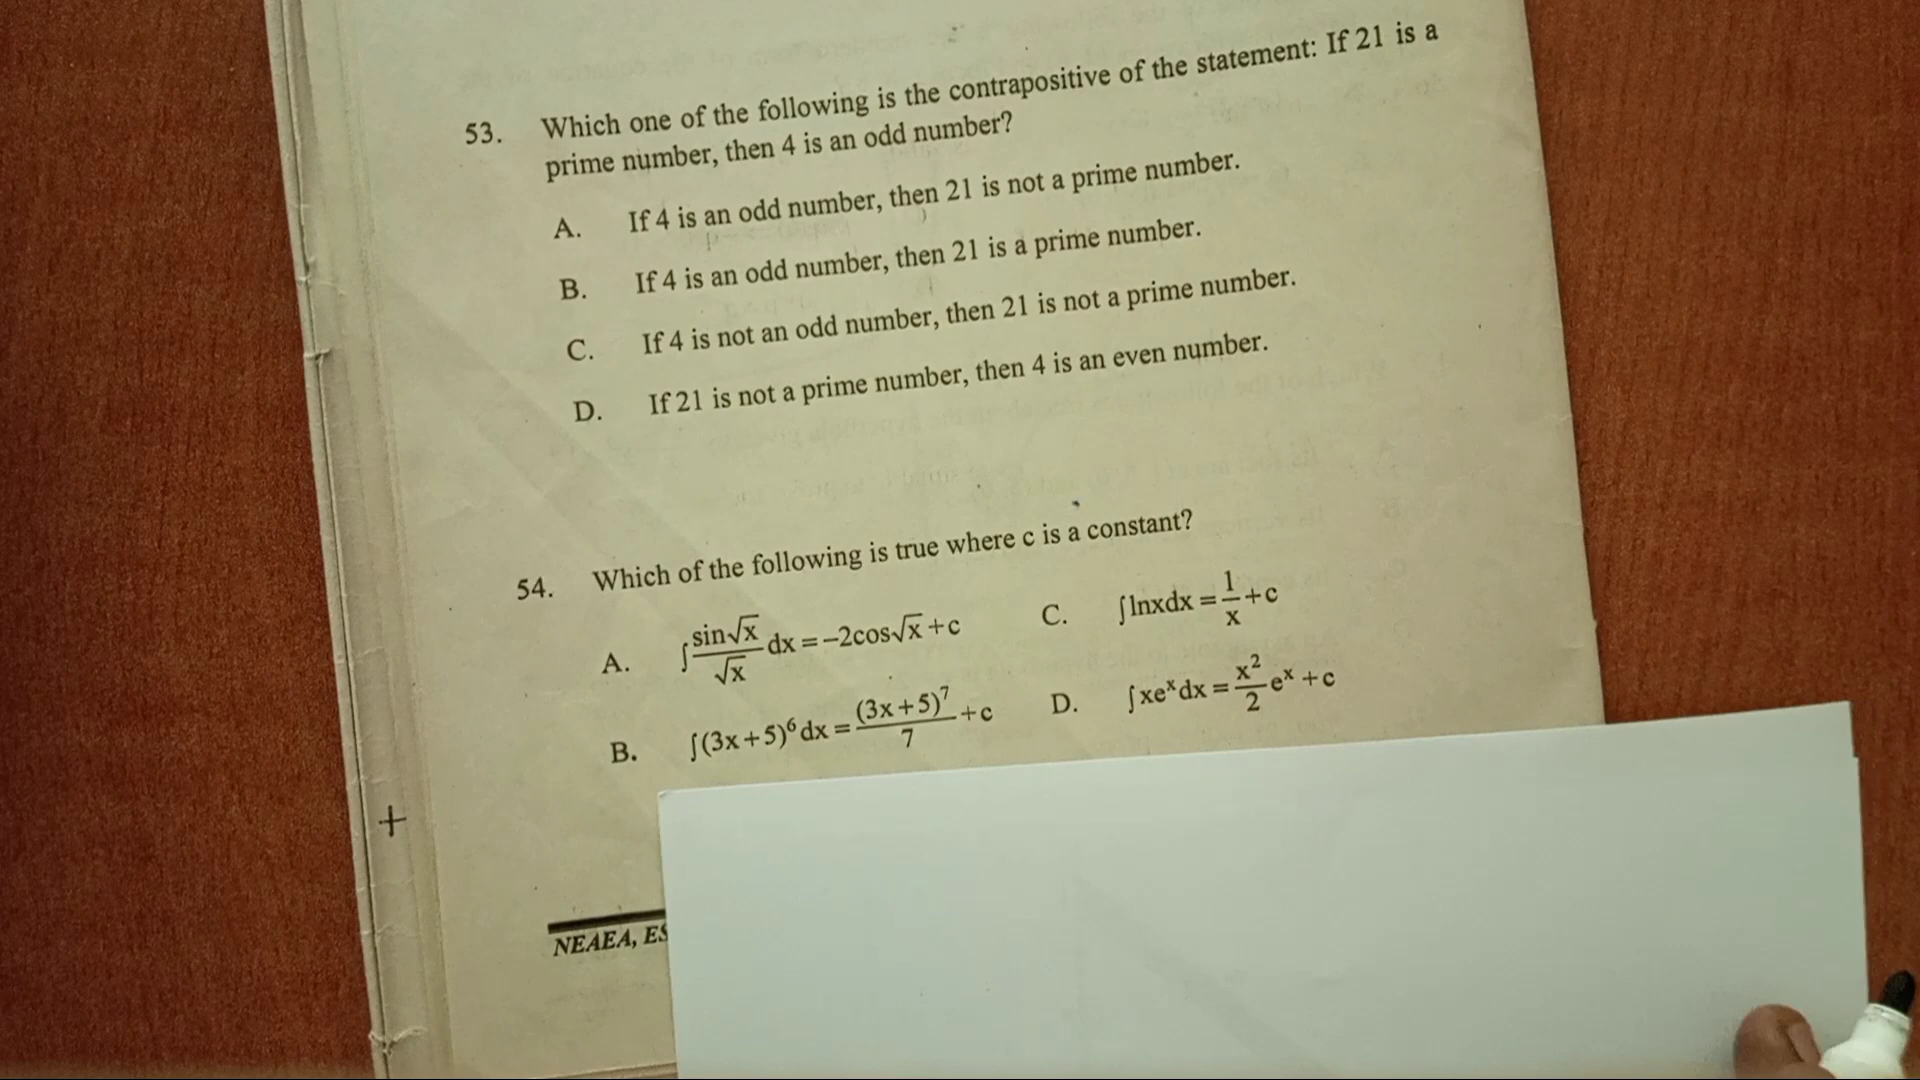 53. Which one of the following is the contrapositive of the statement: If 21 is a
prime number, then 4 is an odd number?
A. If 4 is an odd number, then 21 is not a prime number.
B. If 4 is an odd number, then 21 is a prime number.
C. If 4 is not an odd number, then 21 is not a prime number.
D. If 21 is not a prime number, then 4 is an even number.
54. Which of the following is true where c is a constant?
A. ∫ sin√x/√x dx = −2cos√x + c
C. ∫lnxdx = 1/x + c
B. ∫(3x+5)⁶ dx = (3x+5)⁷/7 + c
D. ∫xeˣdx = x²/2 eˣ + c
+
NEAEA, ES